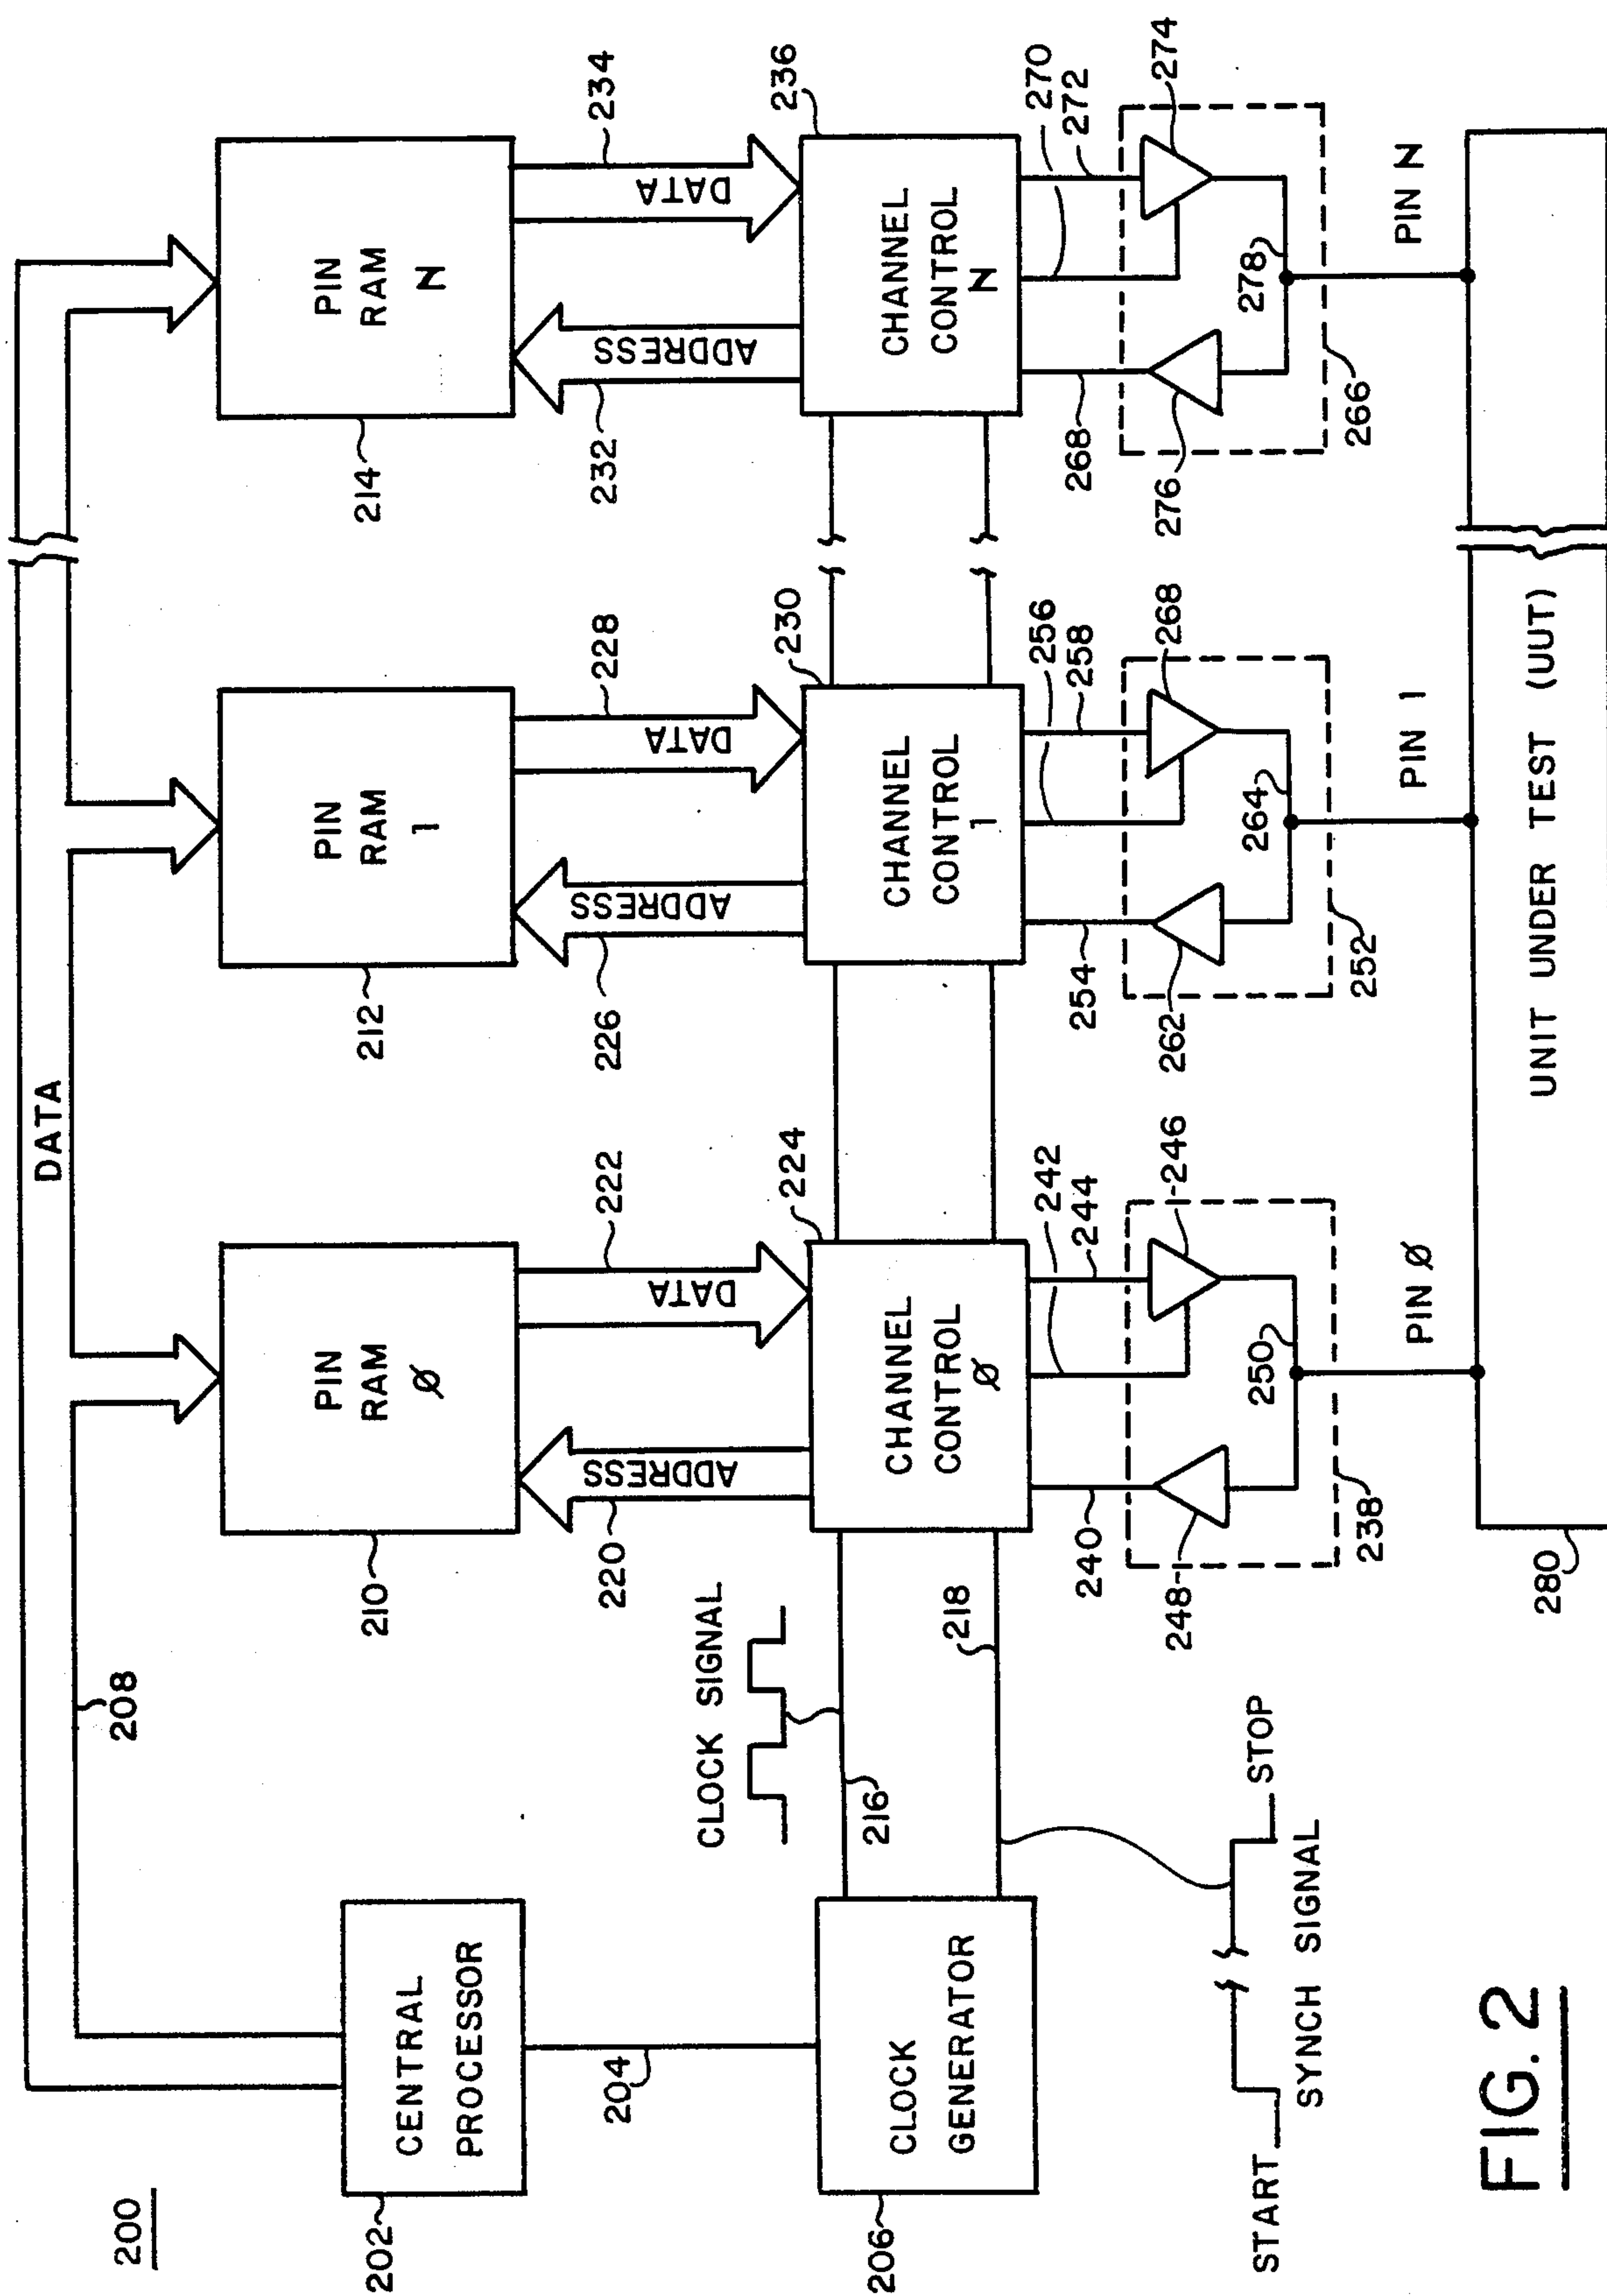 200
DATA
208
202
CENTRAL
PROCESSOR
210
PIN
RAM
Ø
212
PIN
RAM
1
214
PIN
RAM
N
204
220
ADDRESS
DATA
222
226
ADDRESS
DATA
228
232
ADDRESS
DATA
234
CLOCK SIGNAL
206
CLOCK
GENERATOR
216
218
CHANNEL
CONTROL
Ø
224
CHANNEL
CONTROL
1
230
CHANNEL
CONTROL
N
236
240
242
244
254
256
258
268
270
272
248
246
250
238
262
268
264
252
276
274
278
266
START
STOP
SYNCH SIGNAL
PIN Ø
PIN 1
PIN N
280
UNIT UNDER TEST (UUT)
FIG. 2